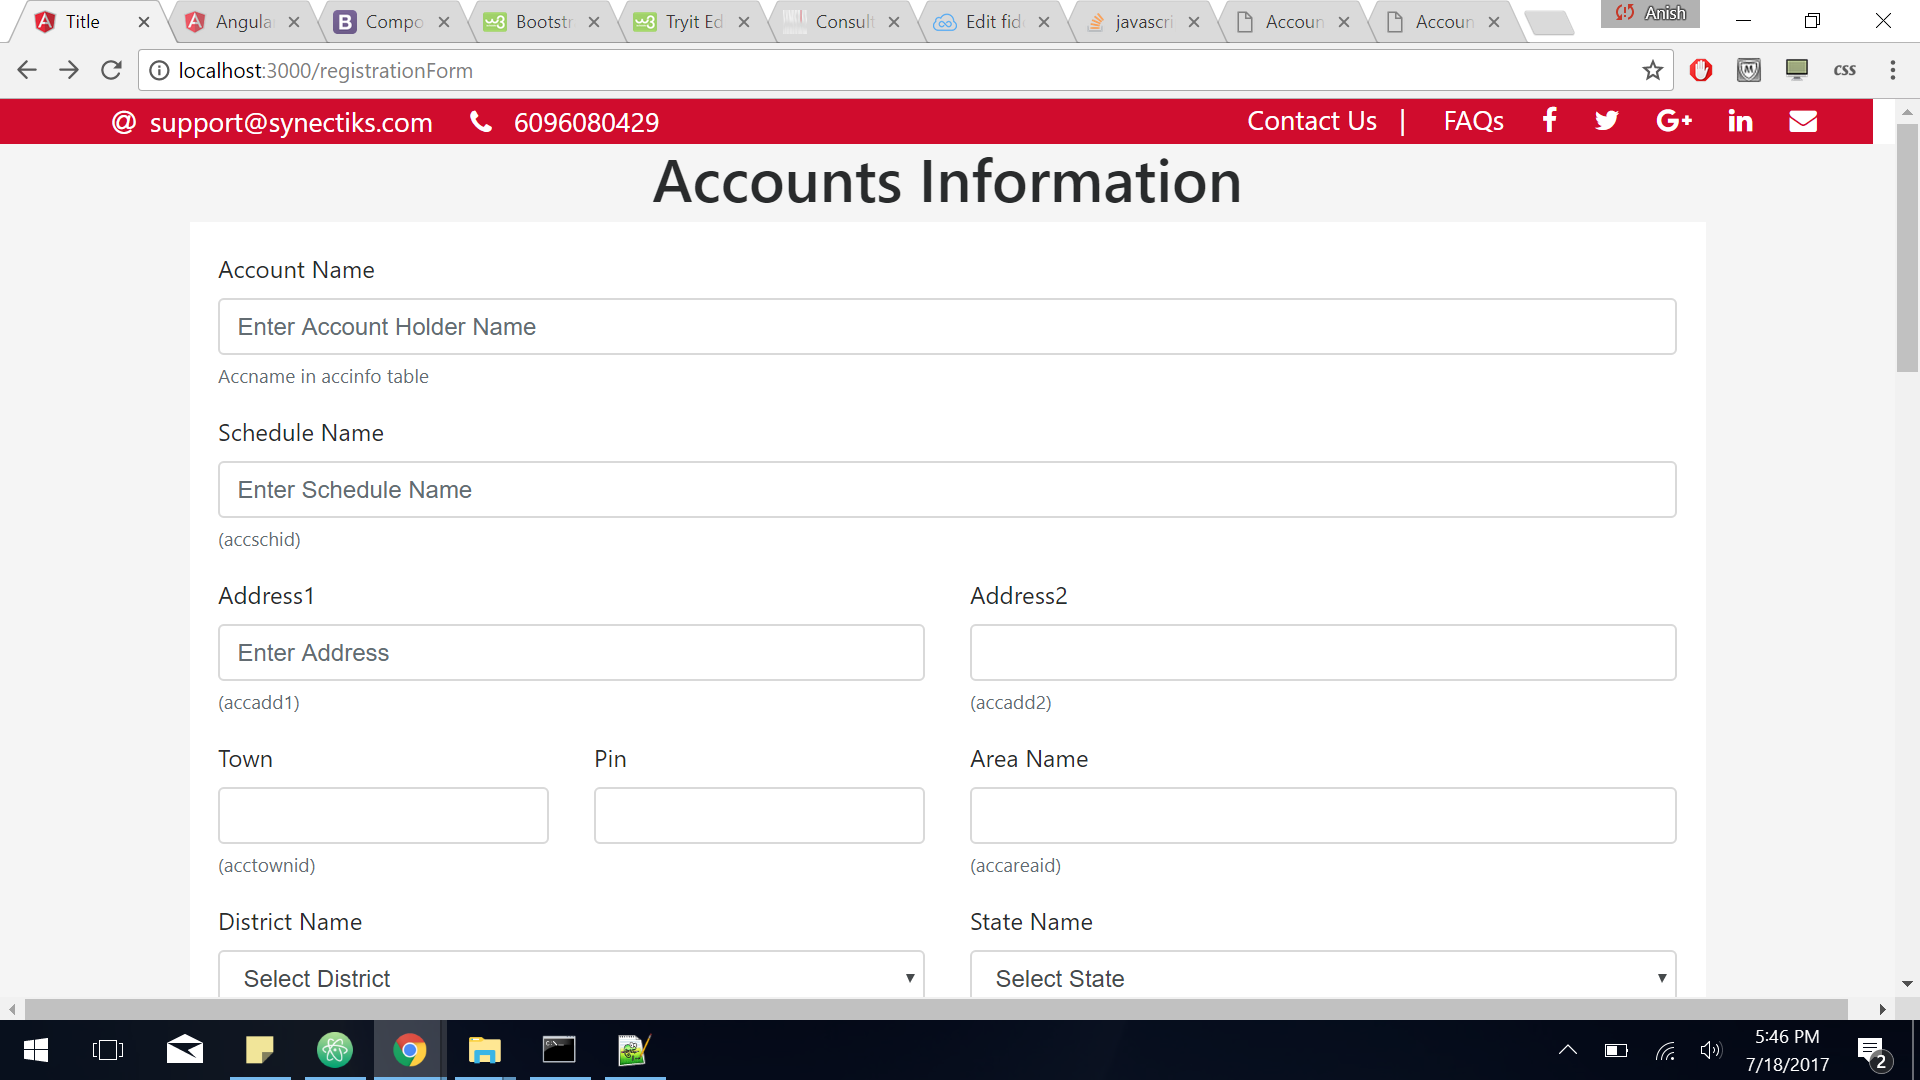 Title Angula Compo Bootstr Tryit Ed Consult Edit fid javascri Accoun Accoun Anish
localhost:3000/registrationForm css
@ support@synectiks.com 6096080429 Contact Us | FAQs f G+ in
Accounts Information
Account Name
Enter Account Holder Name
Accname in accinfo table
Schedule Name
Enter Schedule Name
(accschid)
Address1 Address2
Enter Address
(accadd1) (accadd2)
Town Pin Area Name
(acctownid) (accareaid)
District Name State Name
Select District Select State
5:46 PM
7/18/2017 2